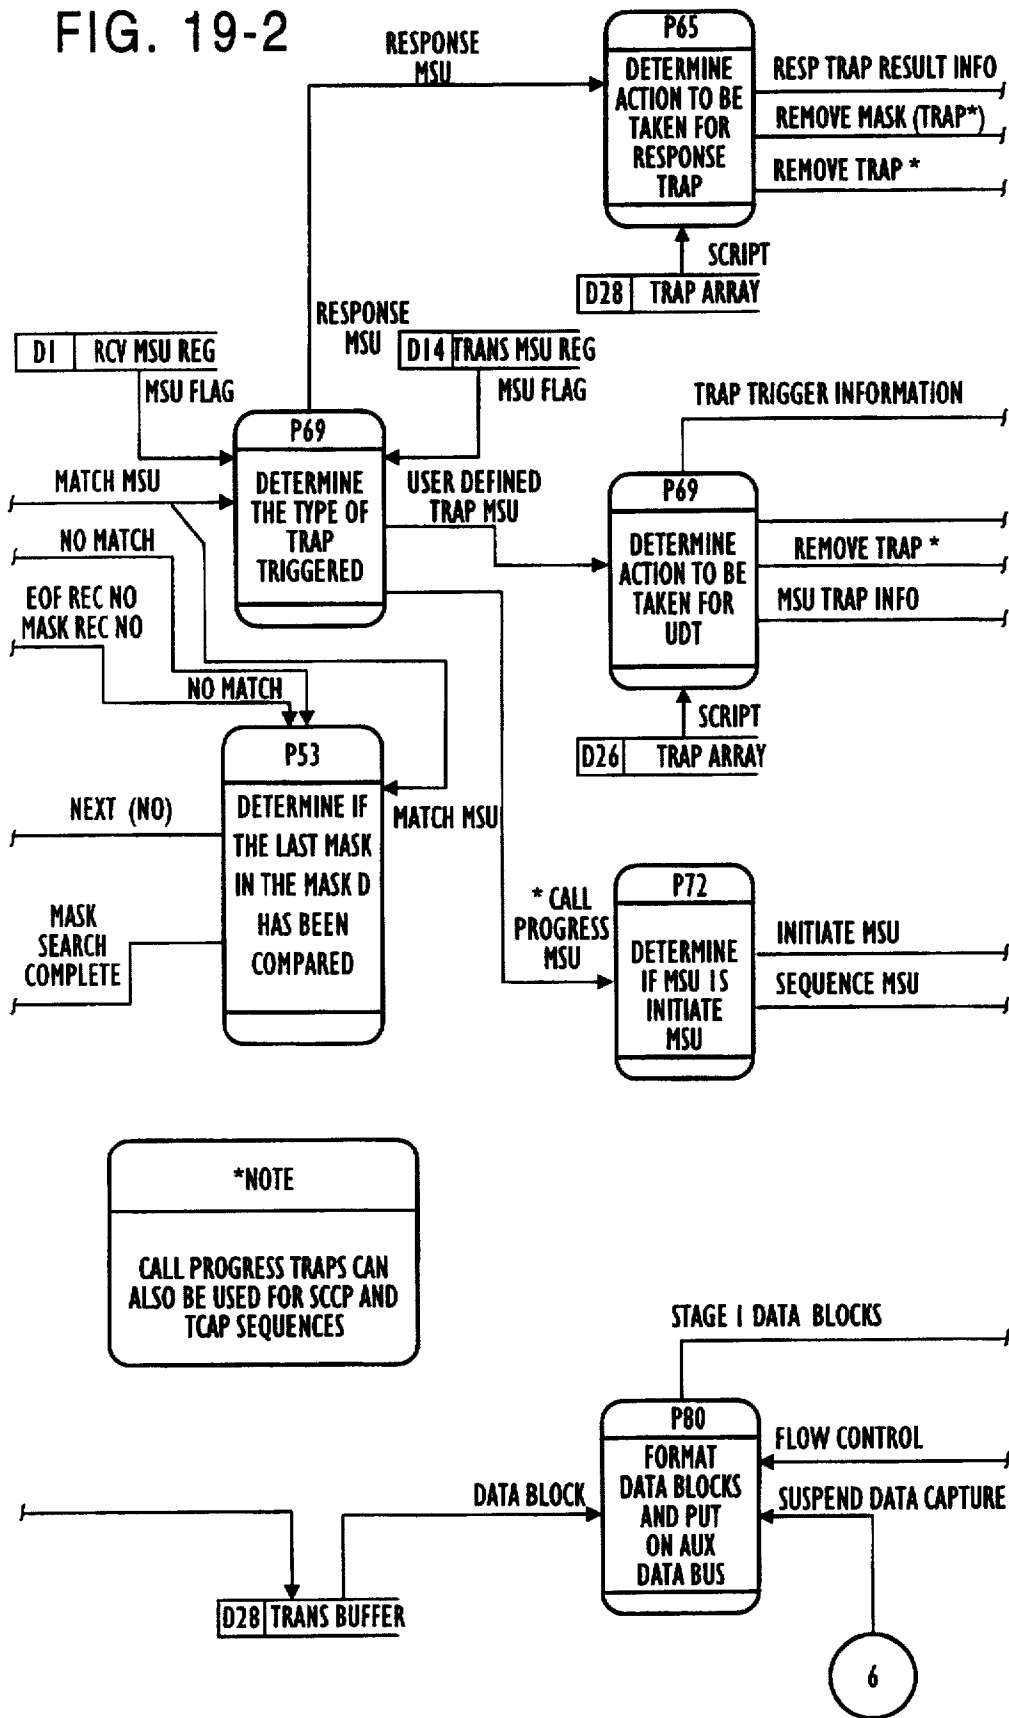 FIG. 19-2
RESPONSE
MSU
P65
DETERMINE
ACTION TO BE
TAKEN FOR
RESPONSE
TRAP
RESP TRAP RESULT INFO
REMOVE MASK (TRAP*)
REMOVE TRAP *
SCRIPT
D28 TRAP ARRAY
RESPONSE
MSU
D1 RCV MSU REG
MSU FLAG
D14 TRANS MSU REG
MSU FLAG
TRAP TRIGGER INFORMATION
P69
DETERMINE
THE TYPE OF
TRAP
TRIGGERED
MATCH MSU
NO MATCH
EOF REC NO
MASK REC NO
NO MATCH
USER DEFINED
TRAP MSU
P69
DETERMINE
ACTION TO BE
TAKEN FOR
UDT
REMOVE TRAP *
MSU TRAP INFO
SCRIPT
D26 TRAP ARRAY
P53
DETERMINE IF
THE LAST MASK
IN THE MASK D
HAS BEEN
COMPARED
NEXT (NO)
MASK
SEARCH
COMPLETE
MATCH MSU
* CALL
PROGRESS
MSU
P72
DETERMINE
IF MSU IS
INITIATE
MSU
INITIATE MSU
SEQUENCE MSU
*NOTE
CALL PROGRESS TRAPS CAN
ALSO BE USED FOR SCCP AND
TCAP SEQUENCES
STAGE 1 DATA BLOCKS
P80
FORMAT
DATA BLOCKS
AND PUT
ON AUX
DATA BUS
FLOW CONTROL
SUSPEND DATA CAPTURE
DATA BLOCK
D28 TRANS BUFFER
6